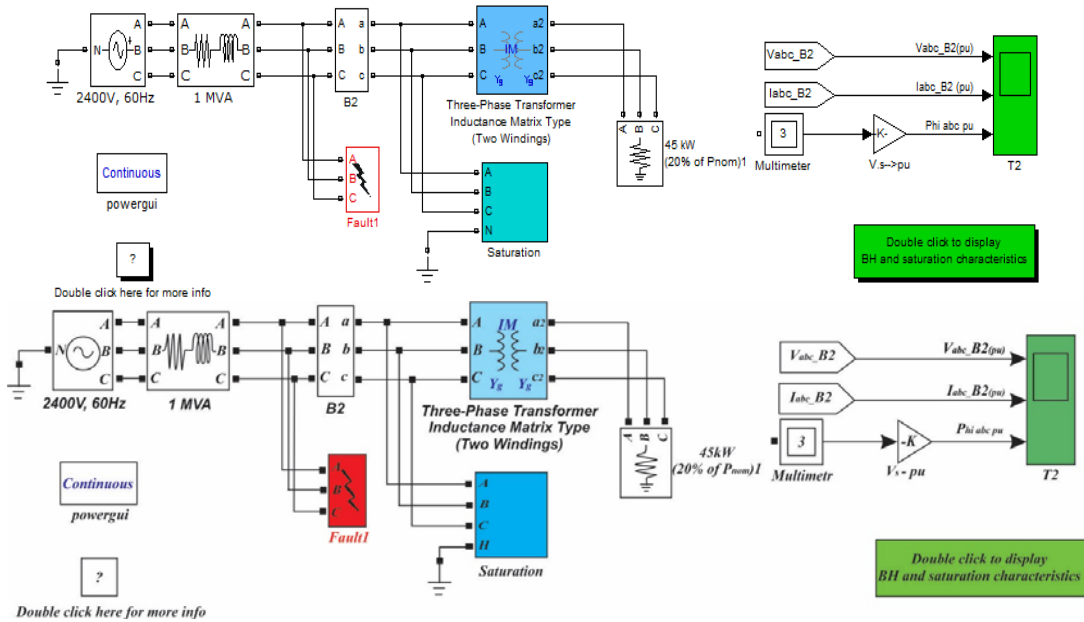 A A A A a A a2
N B B B B b B IM b2
C C C C c C Yg Yg c2
2400V, 60Hz
1 MVA
B2
Three-Phase Transformer
Inductance Matrix Type
(Two Windings)
A B C
45 kW
(20% of Pnom)1
Vabc_B2
Vabc_B2(pu)
Iabc_B2
Iabc_B2 (pu)
3
-K-
Phi abc pu
Multimeter
V.s-->pu
T2
Continuous
powergui
A
B
C
Fault1
A
B
C
N
Saturation
?
Double click here for more info
Double click to display
BH and saturation characteristics
A A A A a A IM a2
N B B B B b B b2
C C C C c C Yg Yg c2
2400V, 60Hz
1 MVA
B2
Three-Phase Transformer
Inductance Matrix Type
(Two Windings)
A B C
45kW
(20% of Pnom)1
Vabc_B2
Vabc_B2(pu)
Iabc_B2
Iabc_B2(pu)
3
-K
Phi abc pu
Multimetr
Vs - pu
T2
Continuous
powergui
B
C
Fault1
A
B
C
H
Saturation
?
Double click here for more info
Double click to display
BH and saturation characteristics